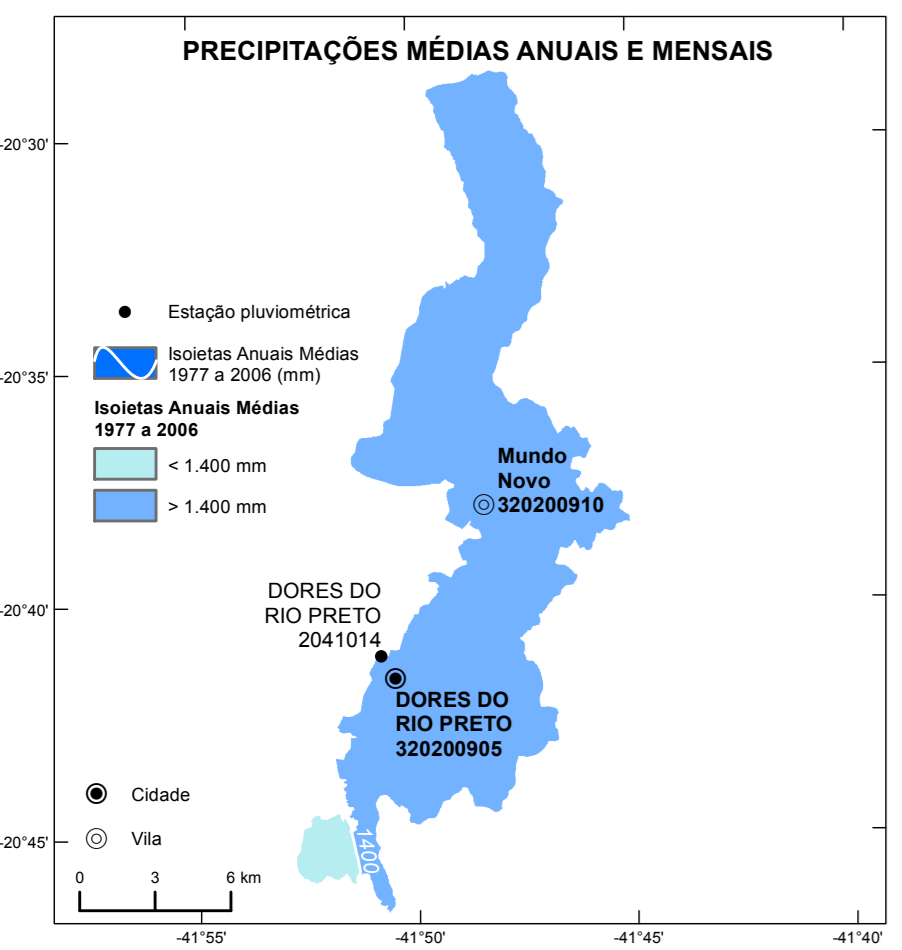 PRECIPITAÇÕES MÉDIAS ANUAIS E MENSAIS
-20°30'
-20°35'
-20°40'
-20°45'
Estação pluviométrica
Isoietas Anuais Médias
1977 a 2006 (mm)
Isoietas Anuais Médias
1977 a 2006
< 1.400 mm
> 1.400 mm
Mundo
Novo
320200910
DORES DO
RIO PRETO
2041014
DORES DO
RIO PRETO
320200905
1400
Cidade
Vila
0 3 6 km
-41°55' -41°50' -41°45' -41°40'